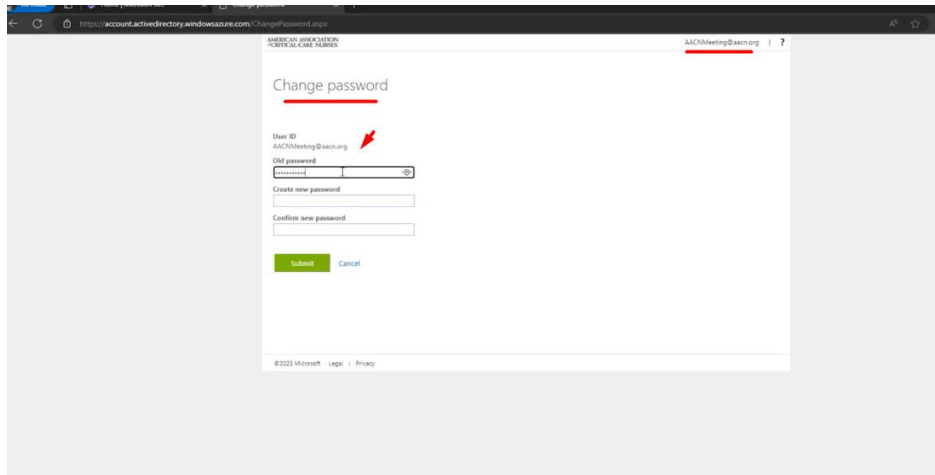 https://account.activedirectory.windowsazure.com/ChangePassword.aspx
AMERICAN ASSOCIATION
of CRITICAL-CARE NURSES
AACNMeeting@aacn.org | ?
Change password
User ID
AACNMeeting@aacn.org
Old password
Create new password
Confirm new password
Submit Cancel
©2023 Microsoft Legal | Privacy